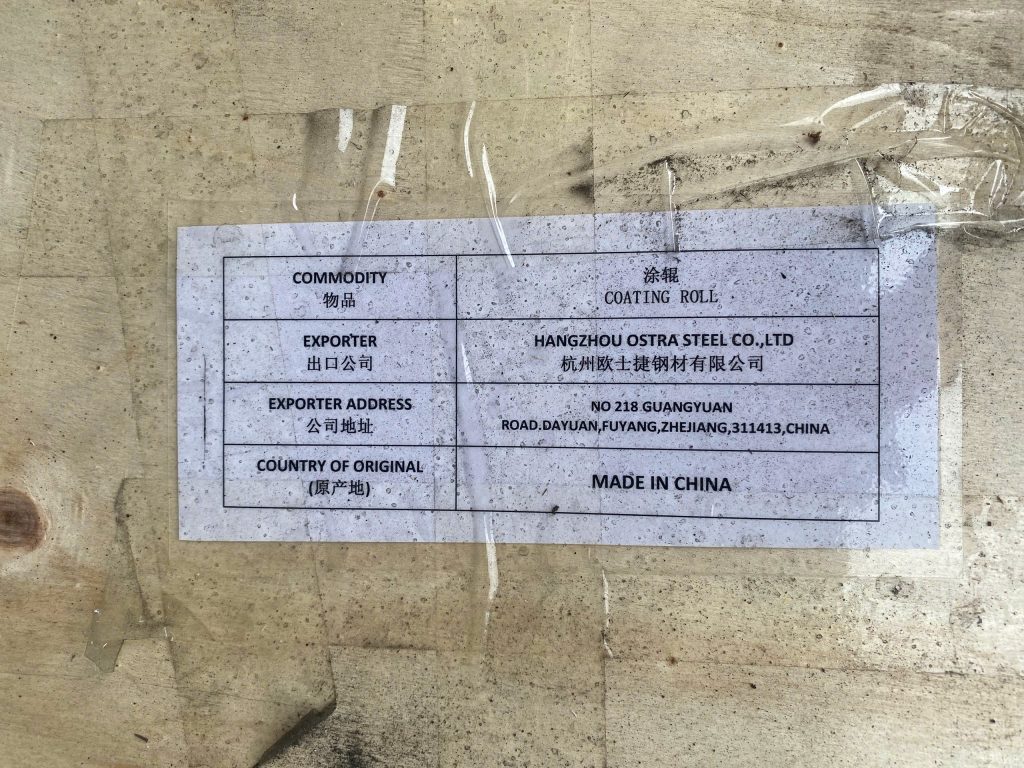 COMMODITY
物品
涂辊
COATING ROLL
EXPORTER
出口公司
HANGZHOU OSTRA STEEL CO.,LTD
杭州欧士捷钢材有限公司
EXPORTER ADDRESS
公司地址
NO 218 GUANGYUAN
ROAD.DAYUAN,FUYANG,ZHEJIANG,311413,CHINA
COUNTRY OF ORIGINAL
(原产地)
MADE IN CHINA